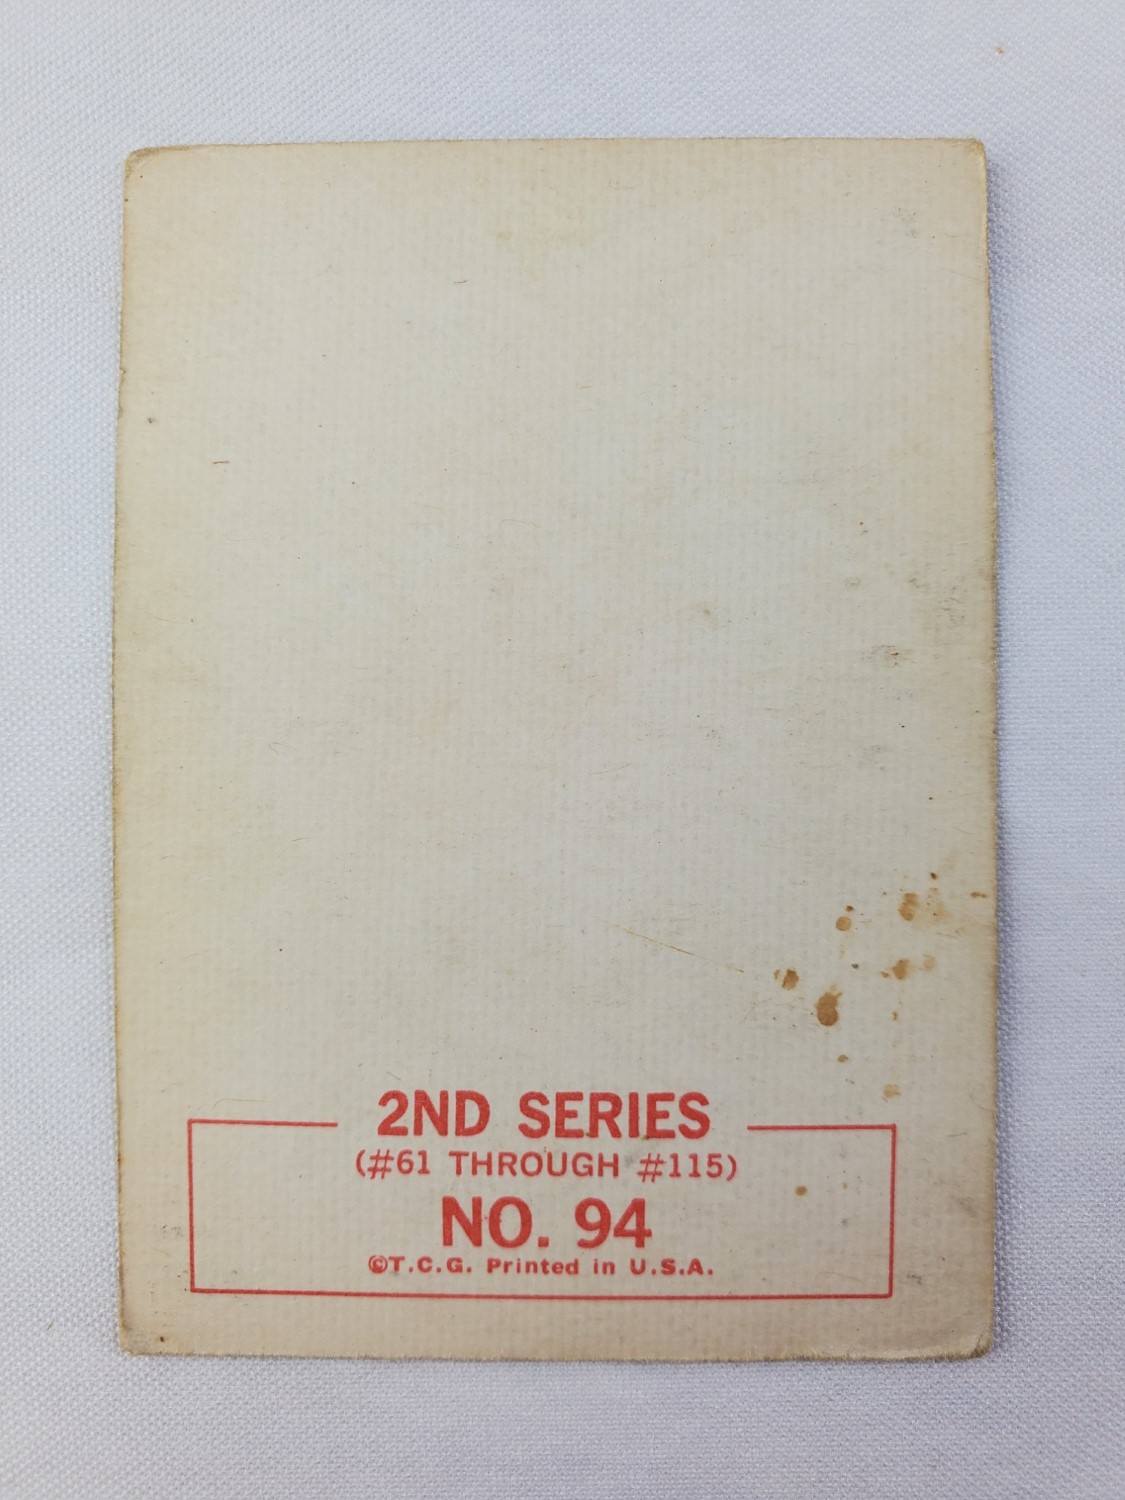 2ND SERIES
(#61 THROUGH #115)
NO. 94
©T.C.G. Printed in U.S.A.